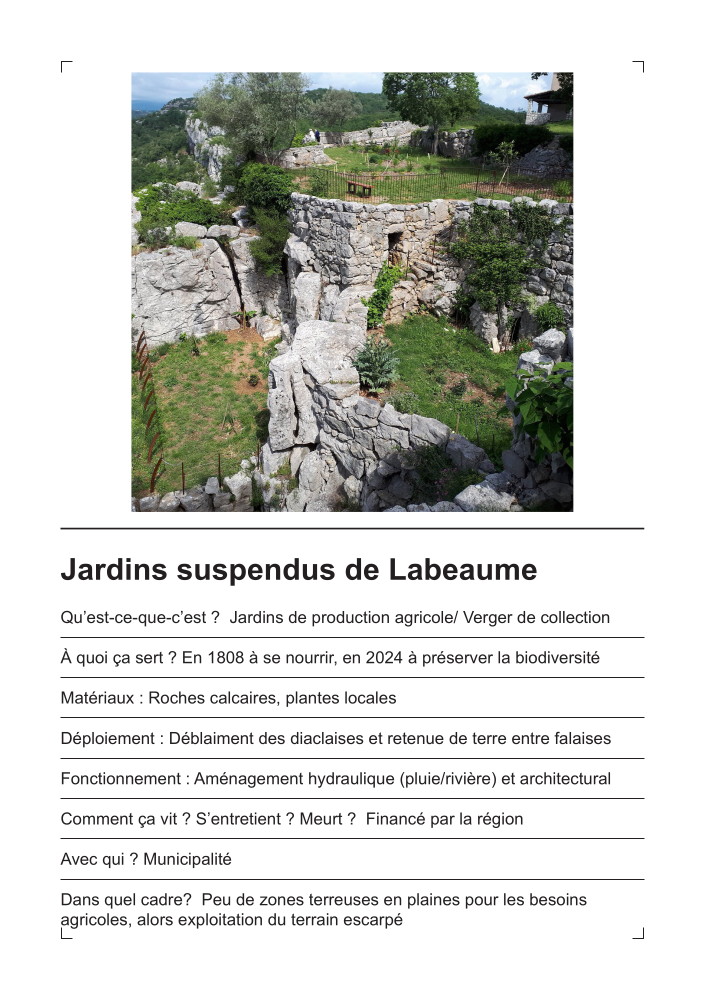 Jardins suspendus de Labeaume
Qu’est-ce-que-c’est ?  Jardins de production agricole/ Verger de collection
À quoi ça sert ? En 1808 à se nourrir, en 2024 à préserver la biodiversité
Matériaux : Roches calcaires, plantes locales
Déploiement : Déblaiment des diaclaises et retenue de terre entre falaises
Fonctionnement : Aménagement hydraulique (pluie/rivière) et architectural
Comment ça vit ? S’entretient ? Meurt ?  Financé par la région
Avec qui ? Municipalité
Dans quel cadre?  Peu de zones terreuses en plaines pour les besoins
agricoles, alors exploitation du terrain escarpé